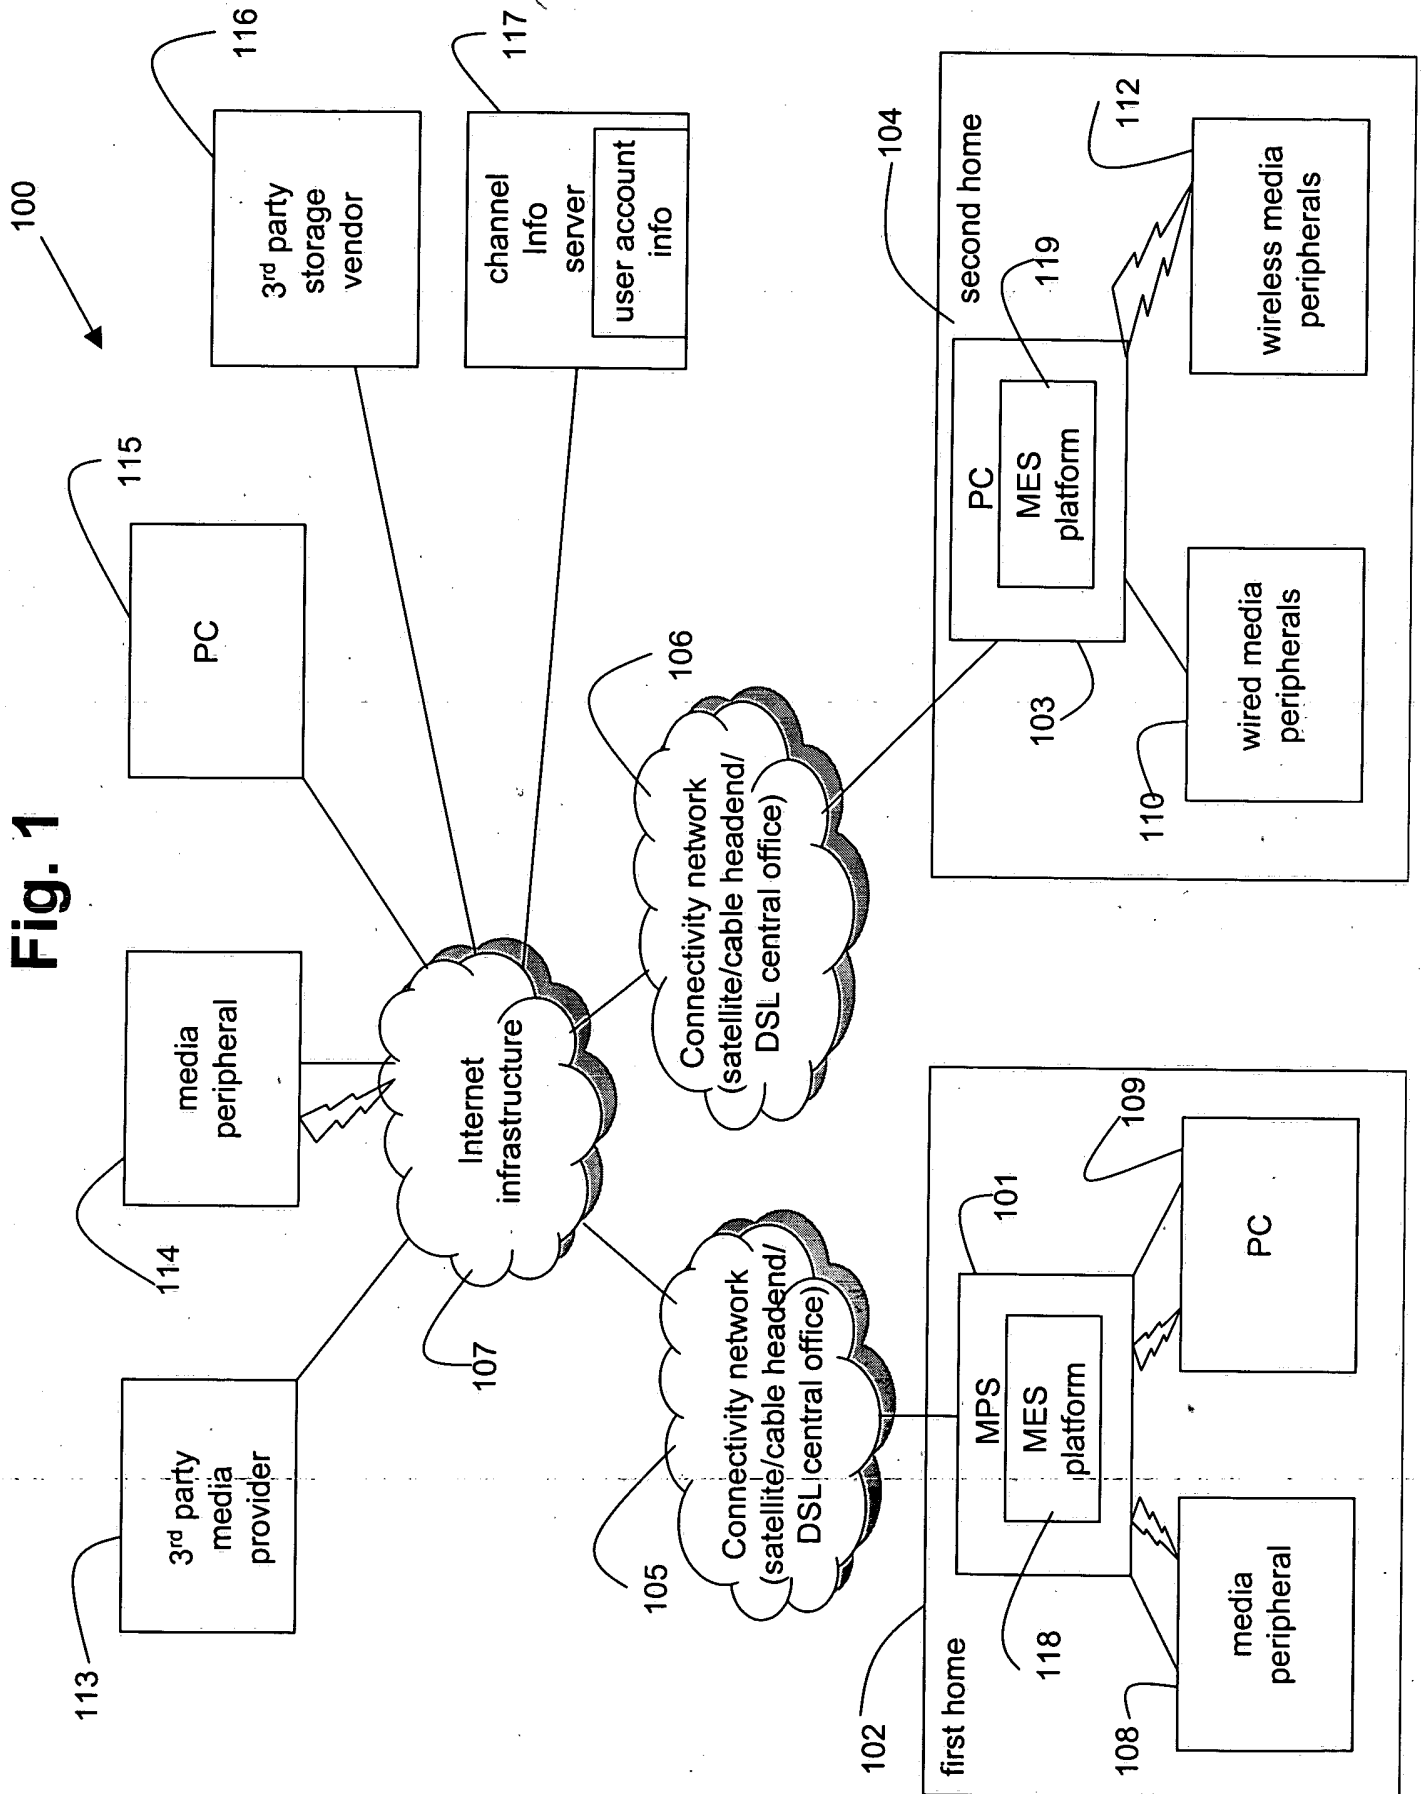 Fig. 1
100
113
3rd party
media
provider
114
media
peripheral
115
PC
116
3rd party
storage
vendor
117
channel
Info
server
user account
info
107
Internet
infrastructure
105
Connectivity network
(satellite/cable headend/
DSL central office)
106
Connectivity network
(satellite/cable headend/
DSL central office)
102
first home
101
MPS
MES
platform
118
108
media
peripheral
109
PC
104
second home
103
PC
MES
platform
119
110
wired media
peripherals
112
wireless media
peripherals